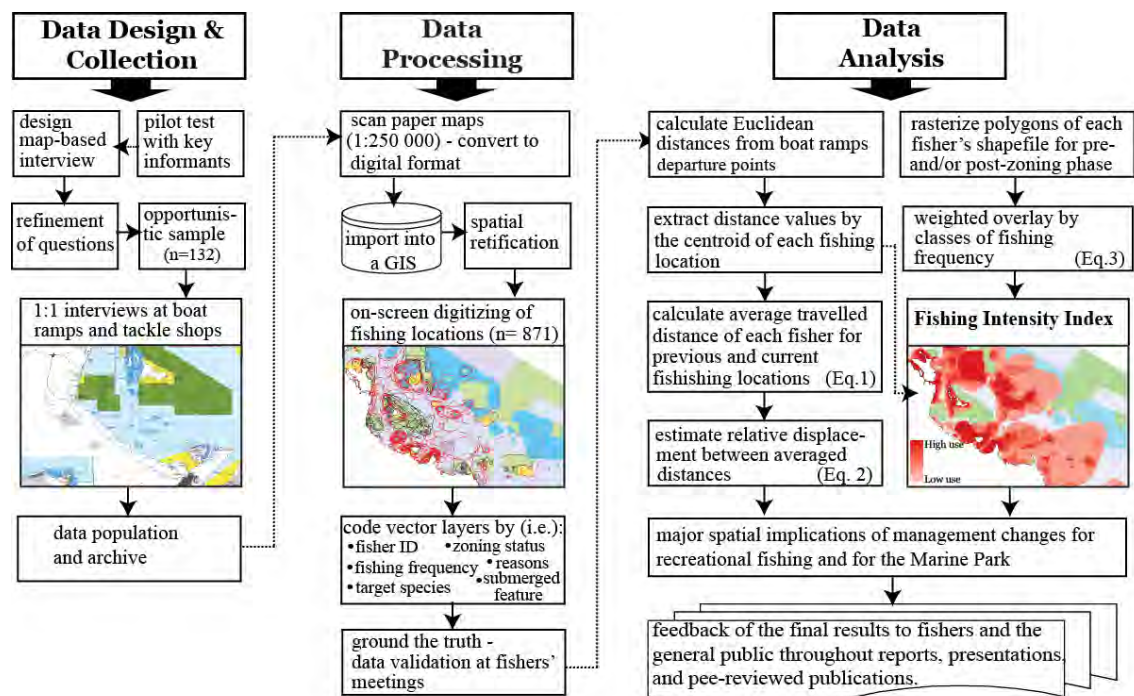 Data Design &
Collection
design
map-based
interview
pilot test
with key
informants
refinement
of questions
opportunis-
tic sample
(n=132)
1:1 interviews at boat
ramps and tackle shops
data population
and archive
Data
Processing
scan paper maps
(1:250 000) - convert to
digital format
import into
a GIS
spatial
retification
on-screen digitizing of
fishing locations (n= 871)
code vector layers by (i.e.):
•fisher ID
•zoning status
•fishing frequency
•reasons
•target species
•submerged
feature
ground the truth -
data validation at fishers'
meetings
Data
Analysis
calculate Euclidean
distances from boat ramps
departure points
extract distance values by
the centroid of each fishing
location
calculate average travelled
distance of each fisher for
previous and current
fishishing locations (Eq.1)
estimate relative displace-
ment between averaged
distances (Eq. 2)
rasterize polygons of each
fisher's shapefile for pre-
and/or post-zoning phase
weighted overlay by
classes of fishing
frequency (Eq.3)
Fishing Intensity Index
High use
Low use
major spatial implications of management changes for
recreational fishing and for the Marine Park
feedback of the final results to fishers and the
general public throughout reports, presentations,
and pee-reviewed publications.